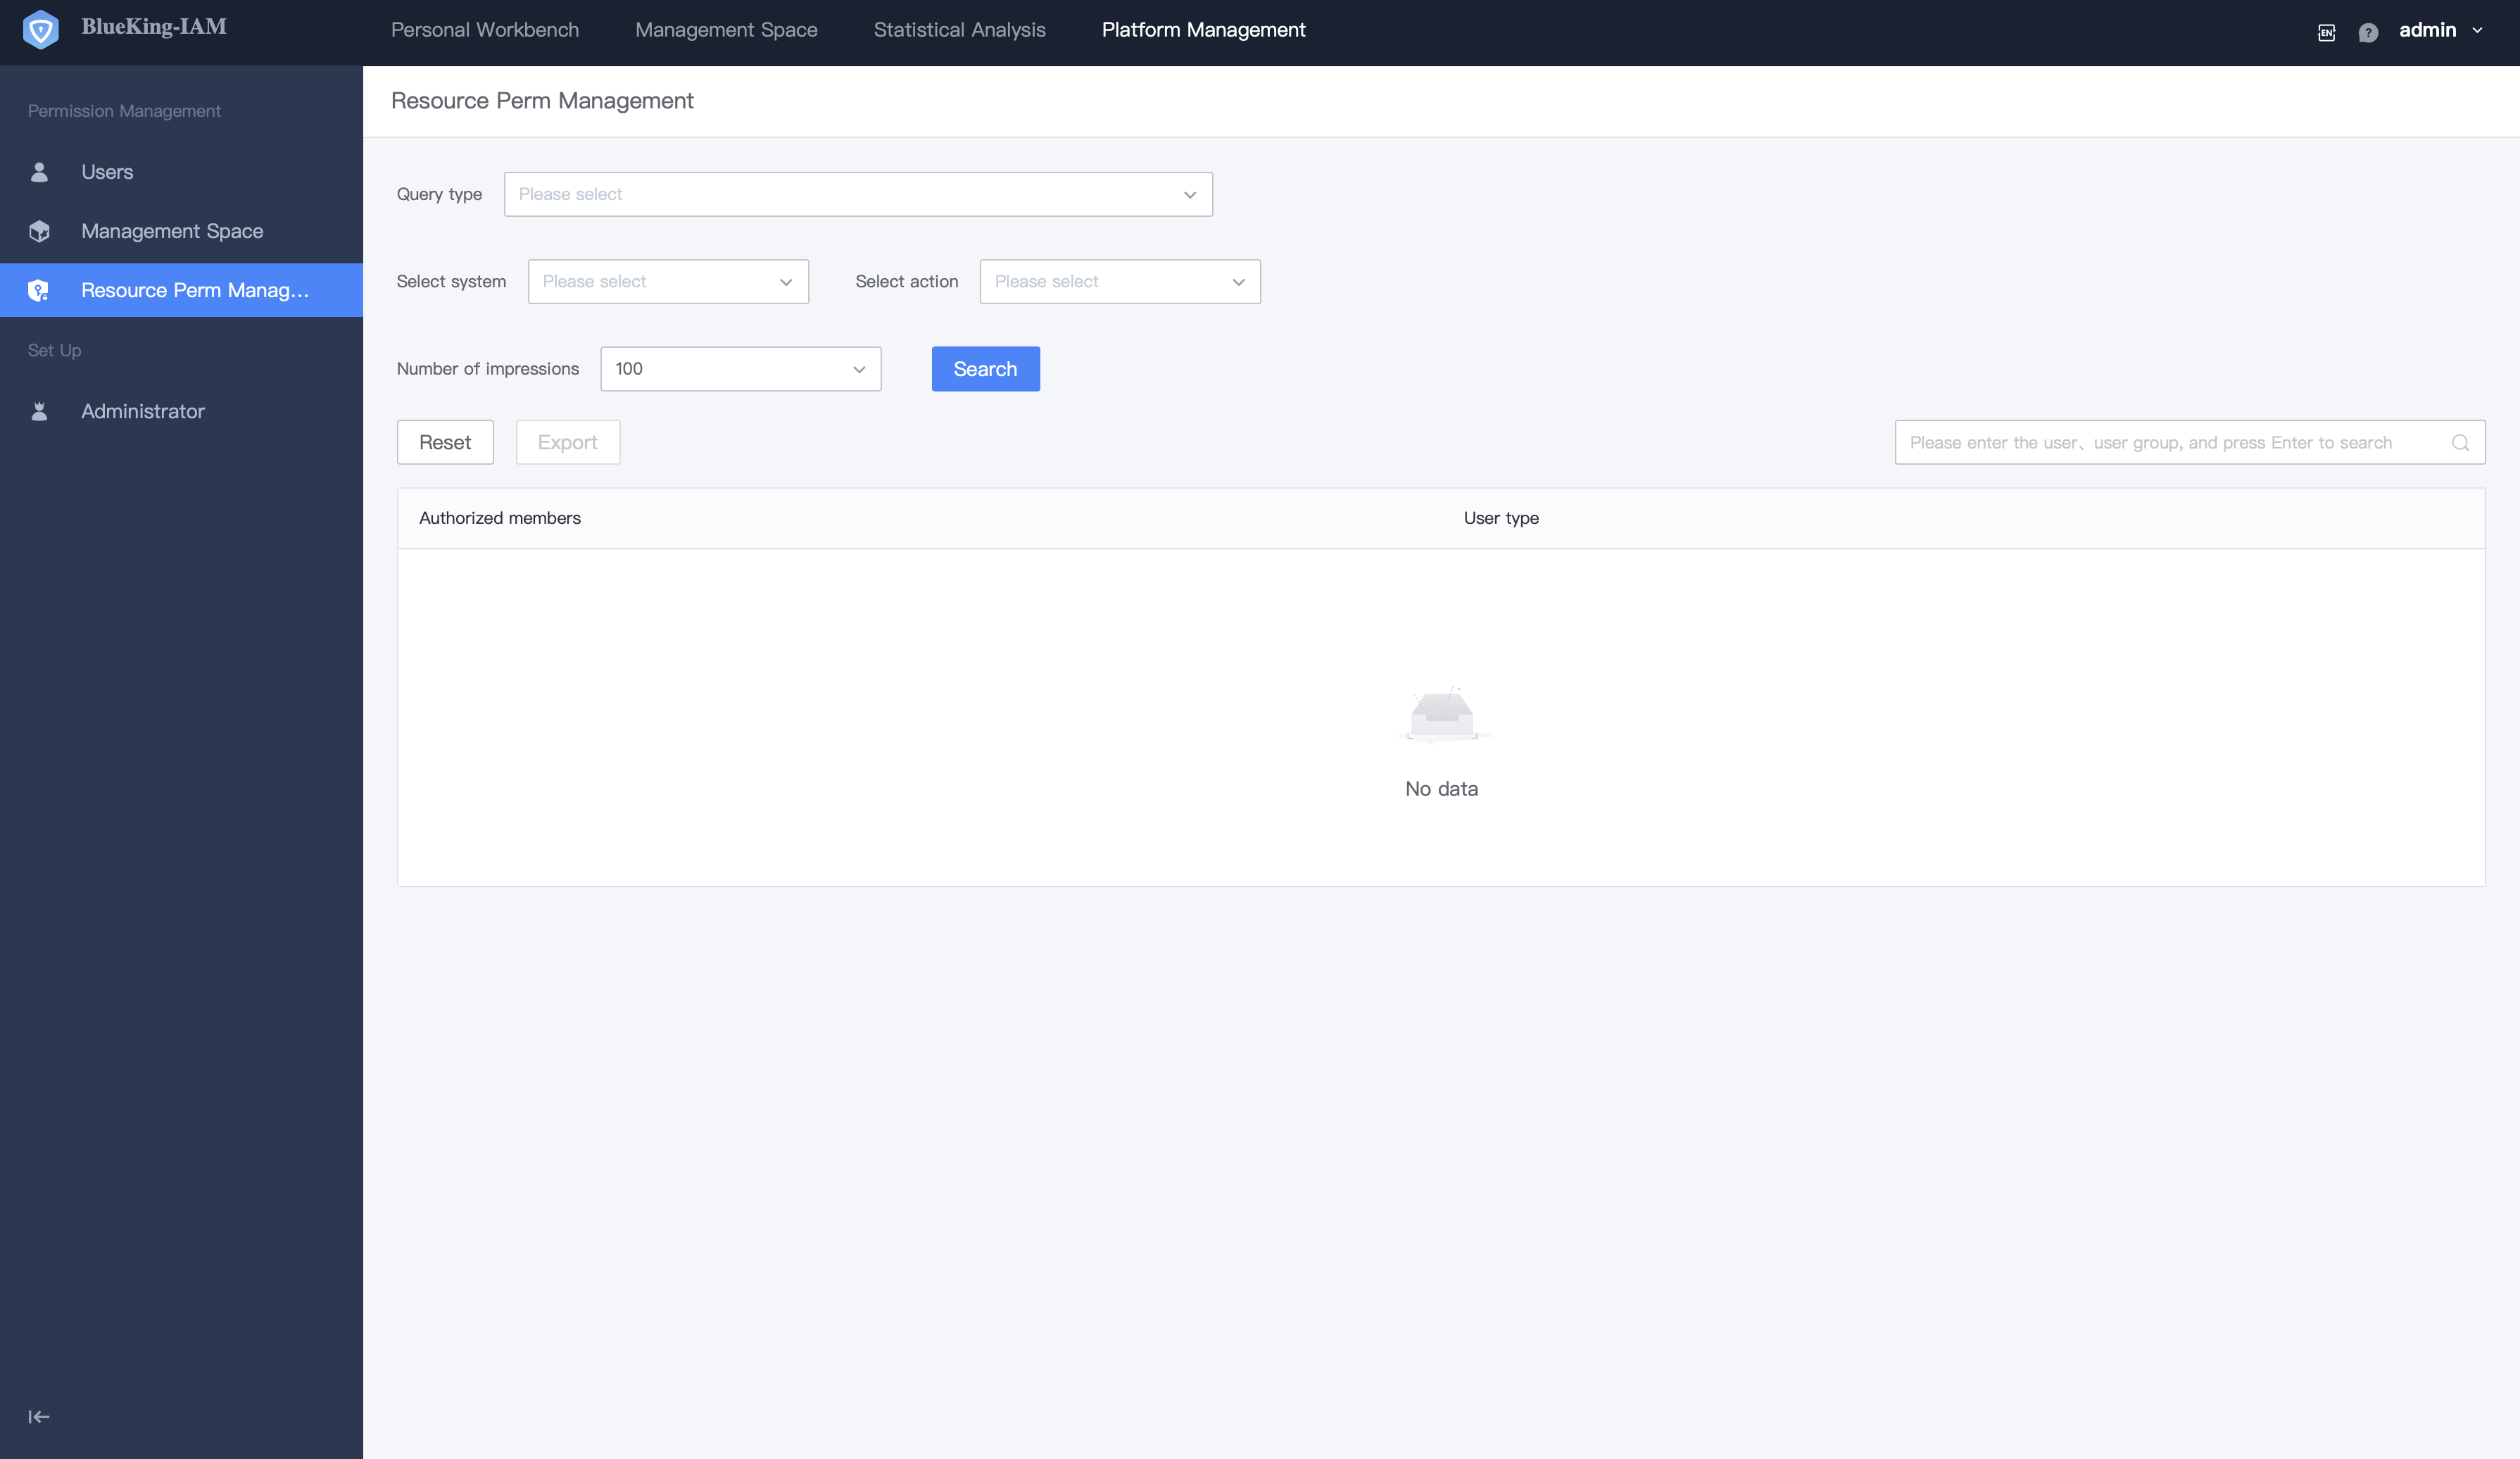 BlueKing-IAM
Personal Workbench
Management Space
Statistical Analysis
Platform Management
EN
?
admin
Permission Management
Users
Management Space
Resource Perm Manag...
Set Up
Administrator
Resource Perm Management
Query type
Please select
Select system
Please select
Select action
Please select
Number of impressions
100
Search
Reset
Export
Please enter the user、user group, and press Enter to search
Authorized members
User type
No data